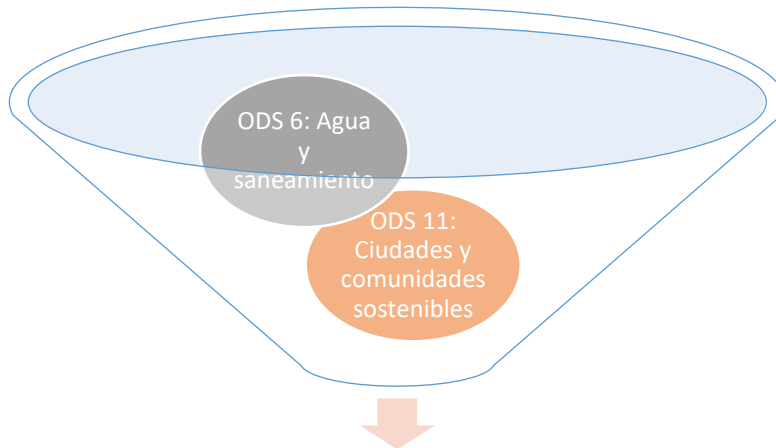 ODS 6: Agua
y
saneamiento
ODS 11:
Ciudades y
comunidades
sostenibles